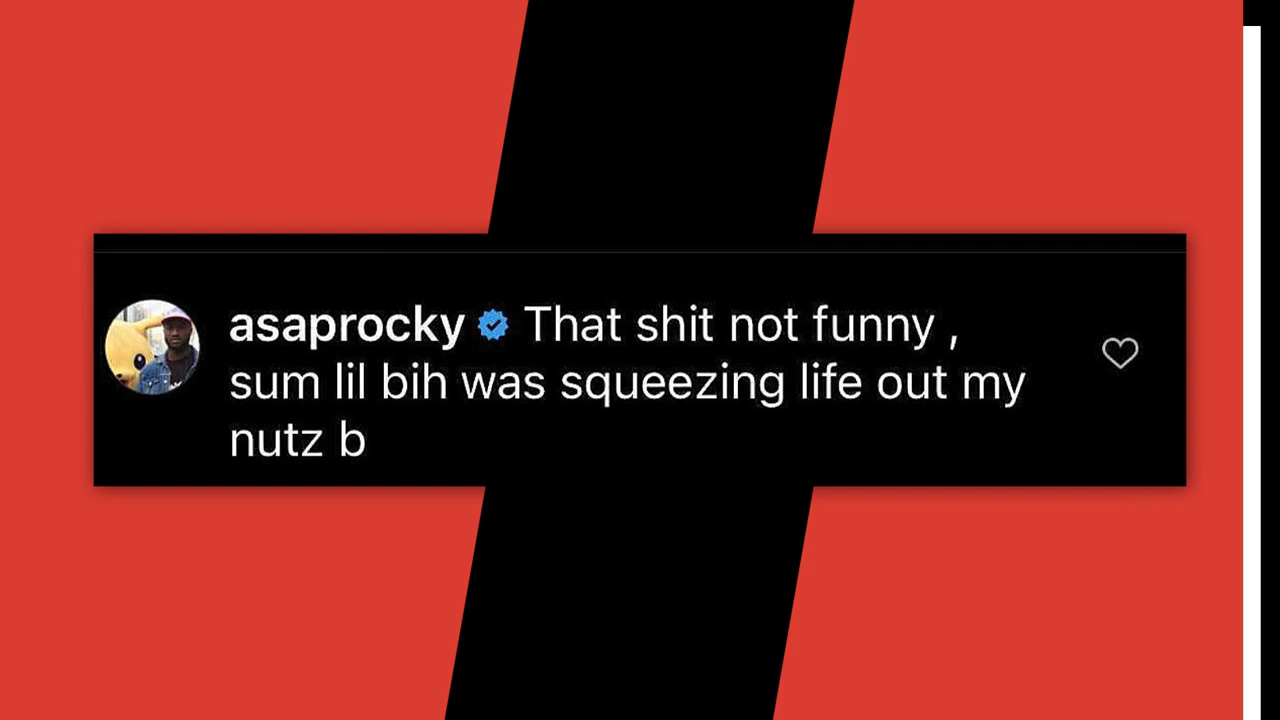 asaprocky That shit not funny ,
sum lil bih was squeezing life out my
nutz b